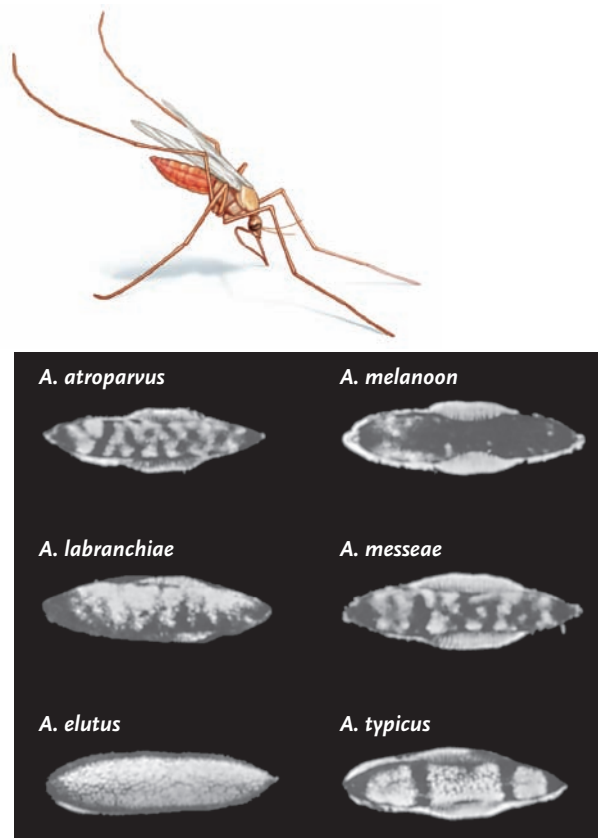 A. atroparvus
A. melanoon
A. labranchiae
A. messeae
A. elutus
A. typicus